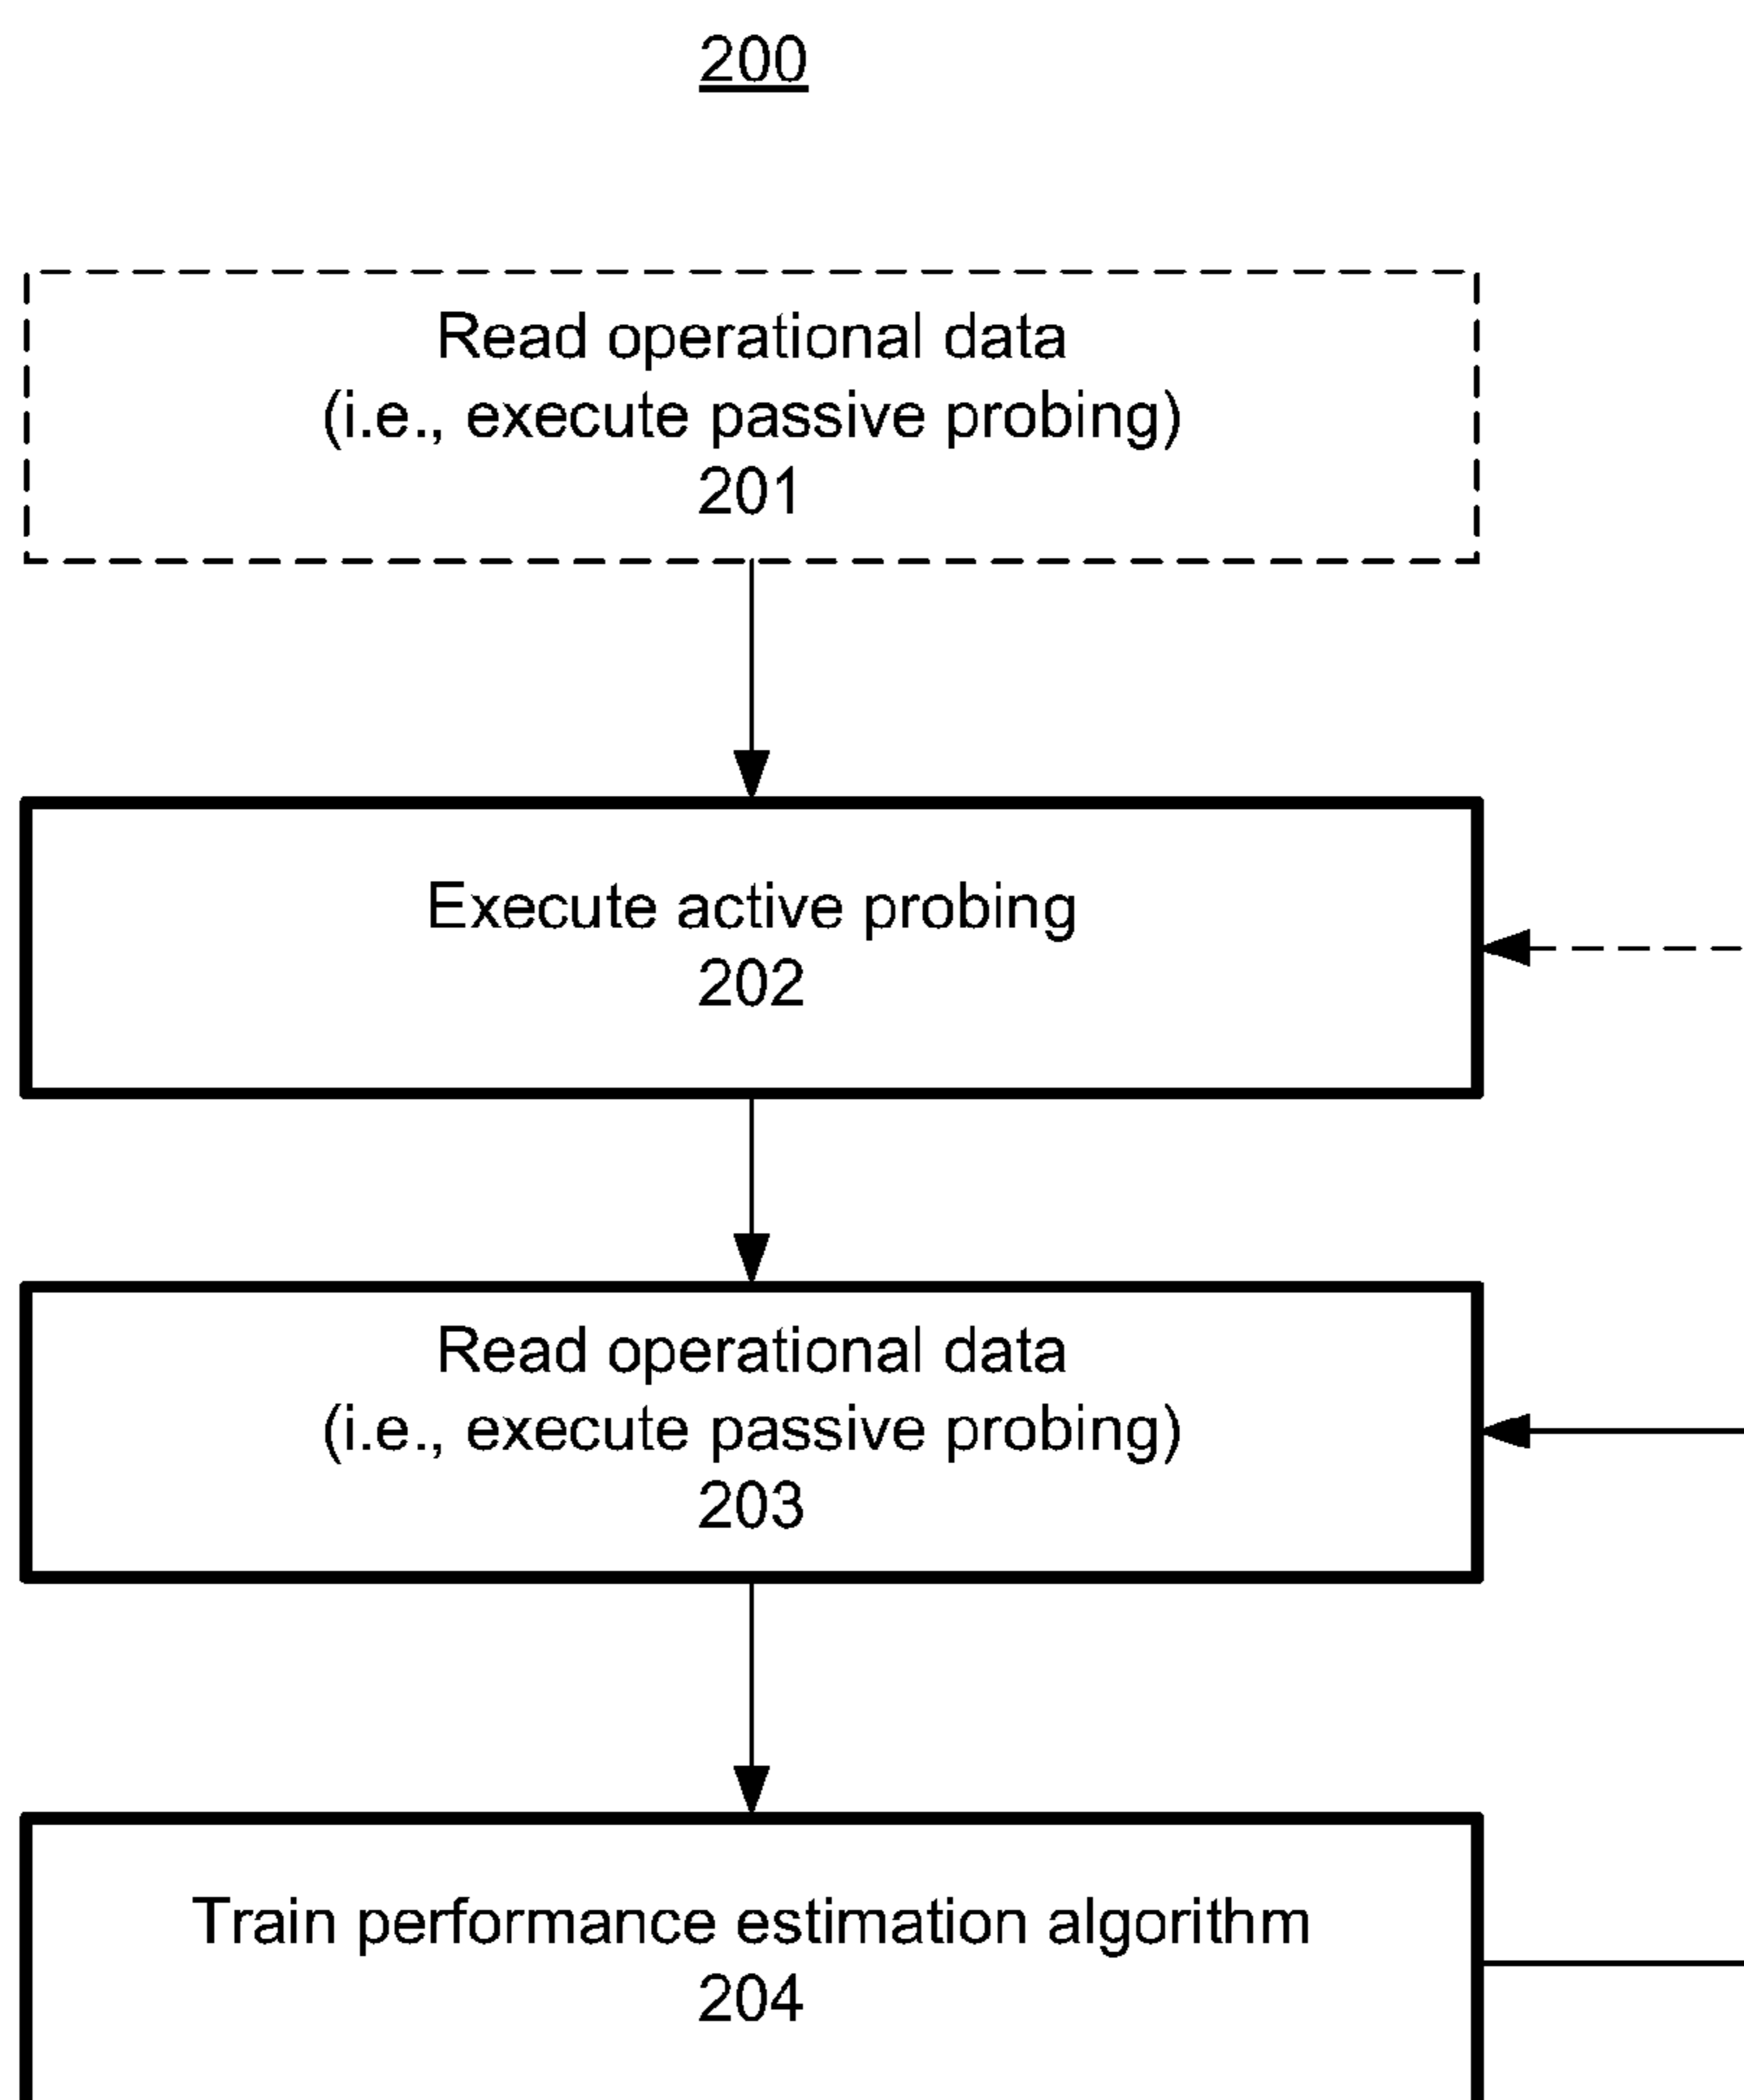 200
Read operational data
(i.e., execute passive probing)
201
Execute active probing
202
Read operational data
(i.e., execute passive probing)
203
Train performance estimation algorithm
204